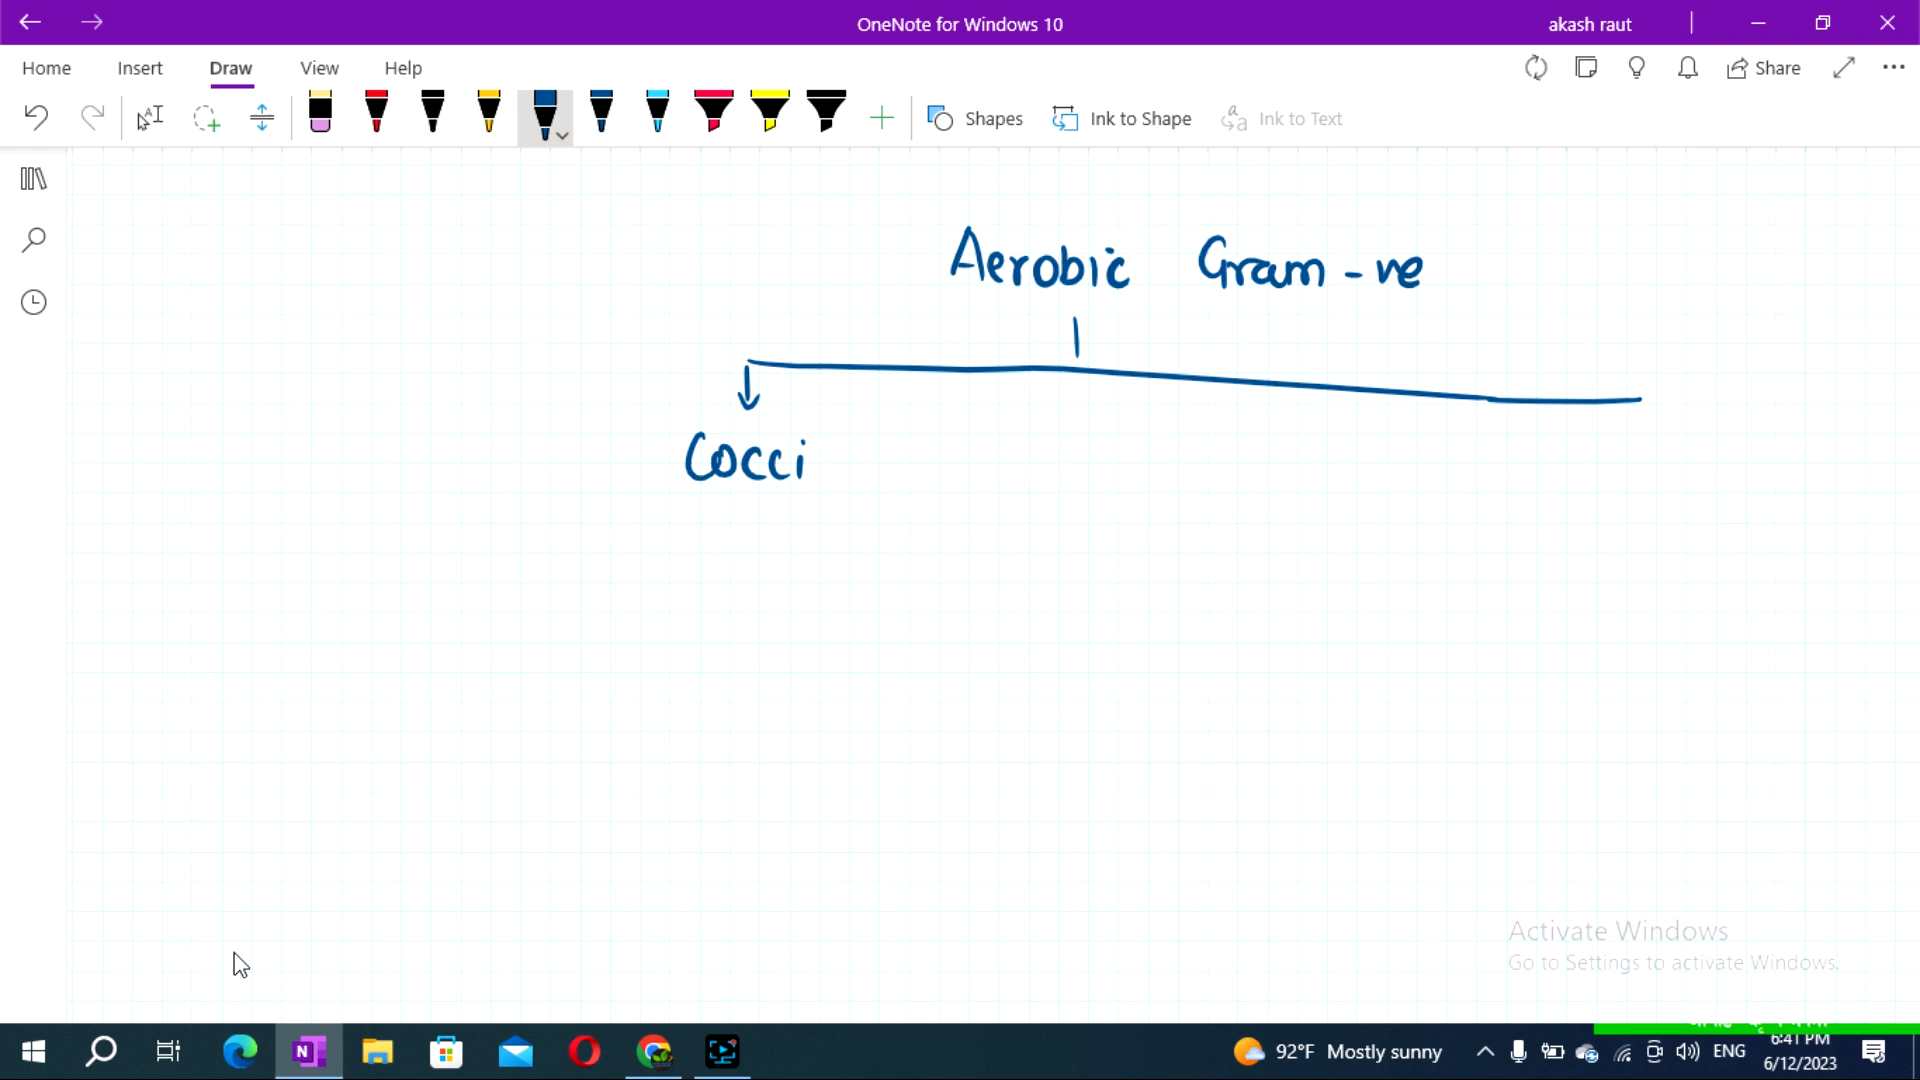 OneNote for Windows 10
akash raut
Home Insert Draw View Help
Share
Shapes Ink to Shape Ink to Text
Aerobic Gram -ve
Cocci
Activate Windows
Go to Settings to activate Windows.
92°F Mostly sunny
ENG
6:41 PM
6/12/2023